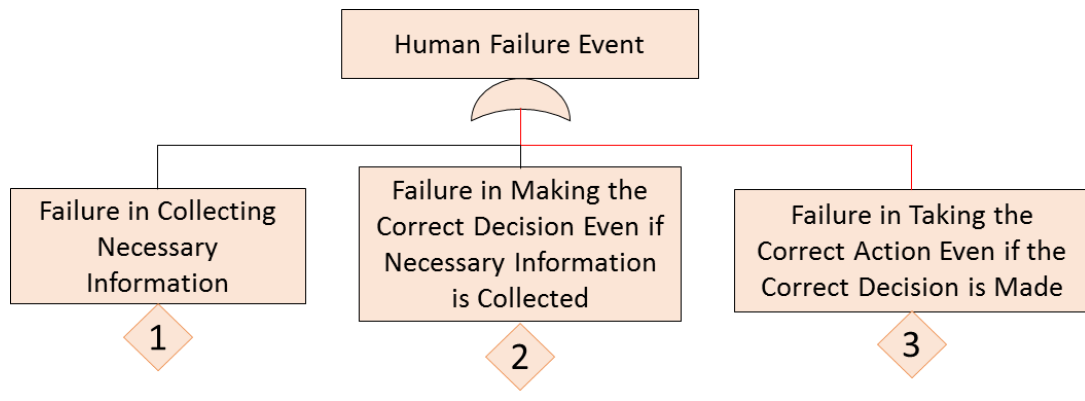 Human Failure Event
Failure in Collecting
Necessary
Information
Failure in Making the
Correct Decision Even if
Necessary Information
is Collected
Failure in Taking the
Correct Action Even if the
Correct Decision is Made
1
2
3